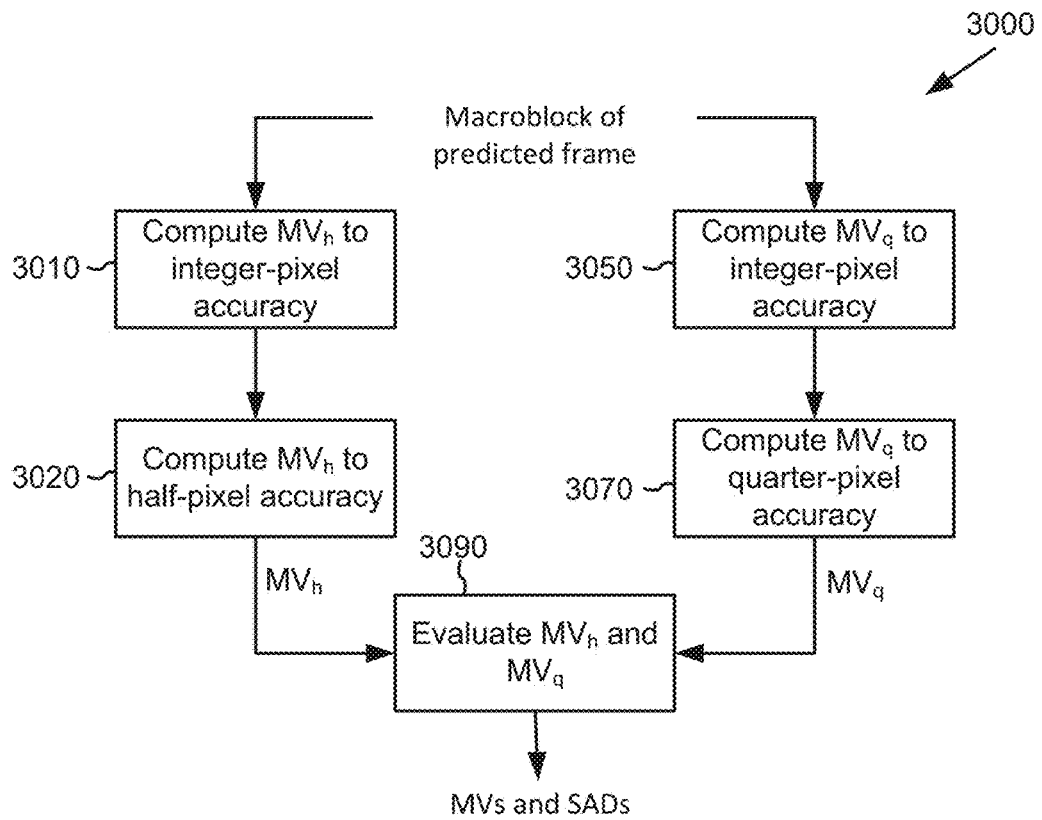 3000
Macroblock of
predicted frame
3010
Compute MVh to
integer-pixel
accuracy
3050
Compute MVq to
integer-pixel
accuracy
3020
Compute MVh to
half-pixel accuracy
3070
Compute MVq to
quarter-pixel
accuracy
3090
MVh
MVq
Evaluate MVh and
MVq
MVs and SADs